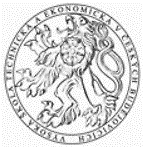 VYSOKÁ ŠKOLA TECHNICKÁ A EKONOMICKÁ V ČESKÝCH BUDĚJOVICÍCH